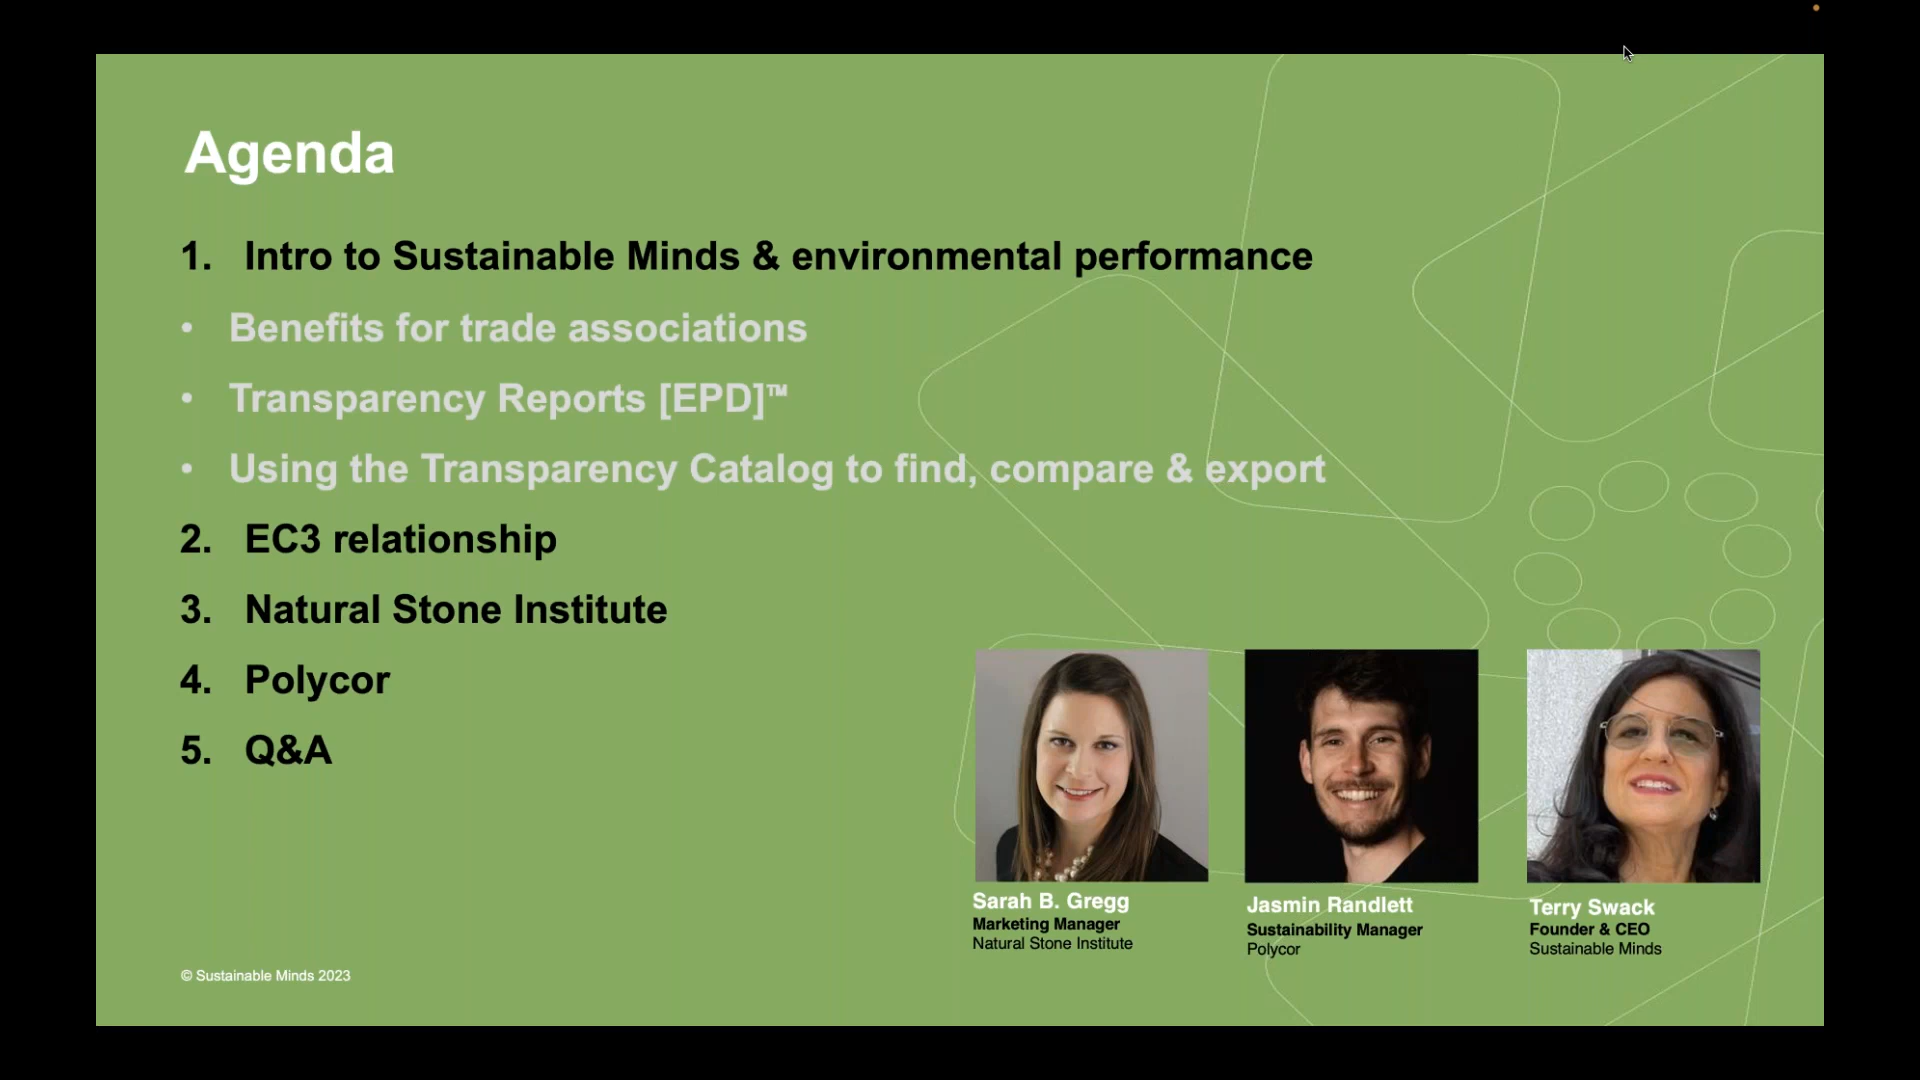 Agenda
1. Intro to Sustainable Minds & environmental performance
• Benefits for trade associations
• Transparency Reports [EPD]™
• Using the Transparency Catalog to find, compare & export
2. EC3 relationship
3. Natural Stone Institute
4. Polycor
5. Q&A
Sarah B. Gregg
Marketing Manager
Natural Stone Institute
Jasmin Randlett
Sustainability Manager
Polycor
Terry Swack
Founder & CEO
Sustainable Minds
© Sustainable Minds 2023